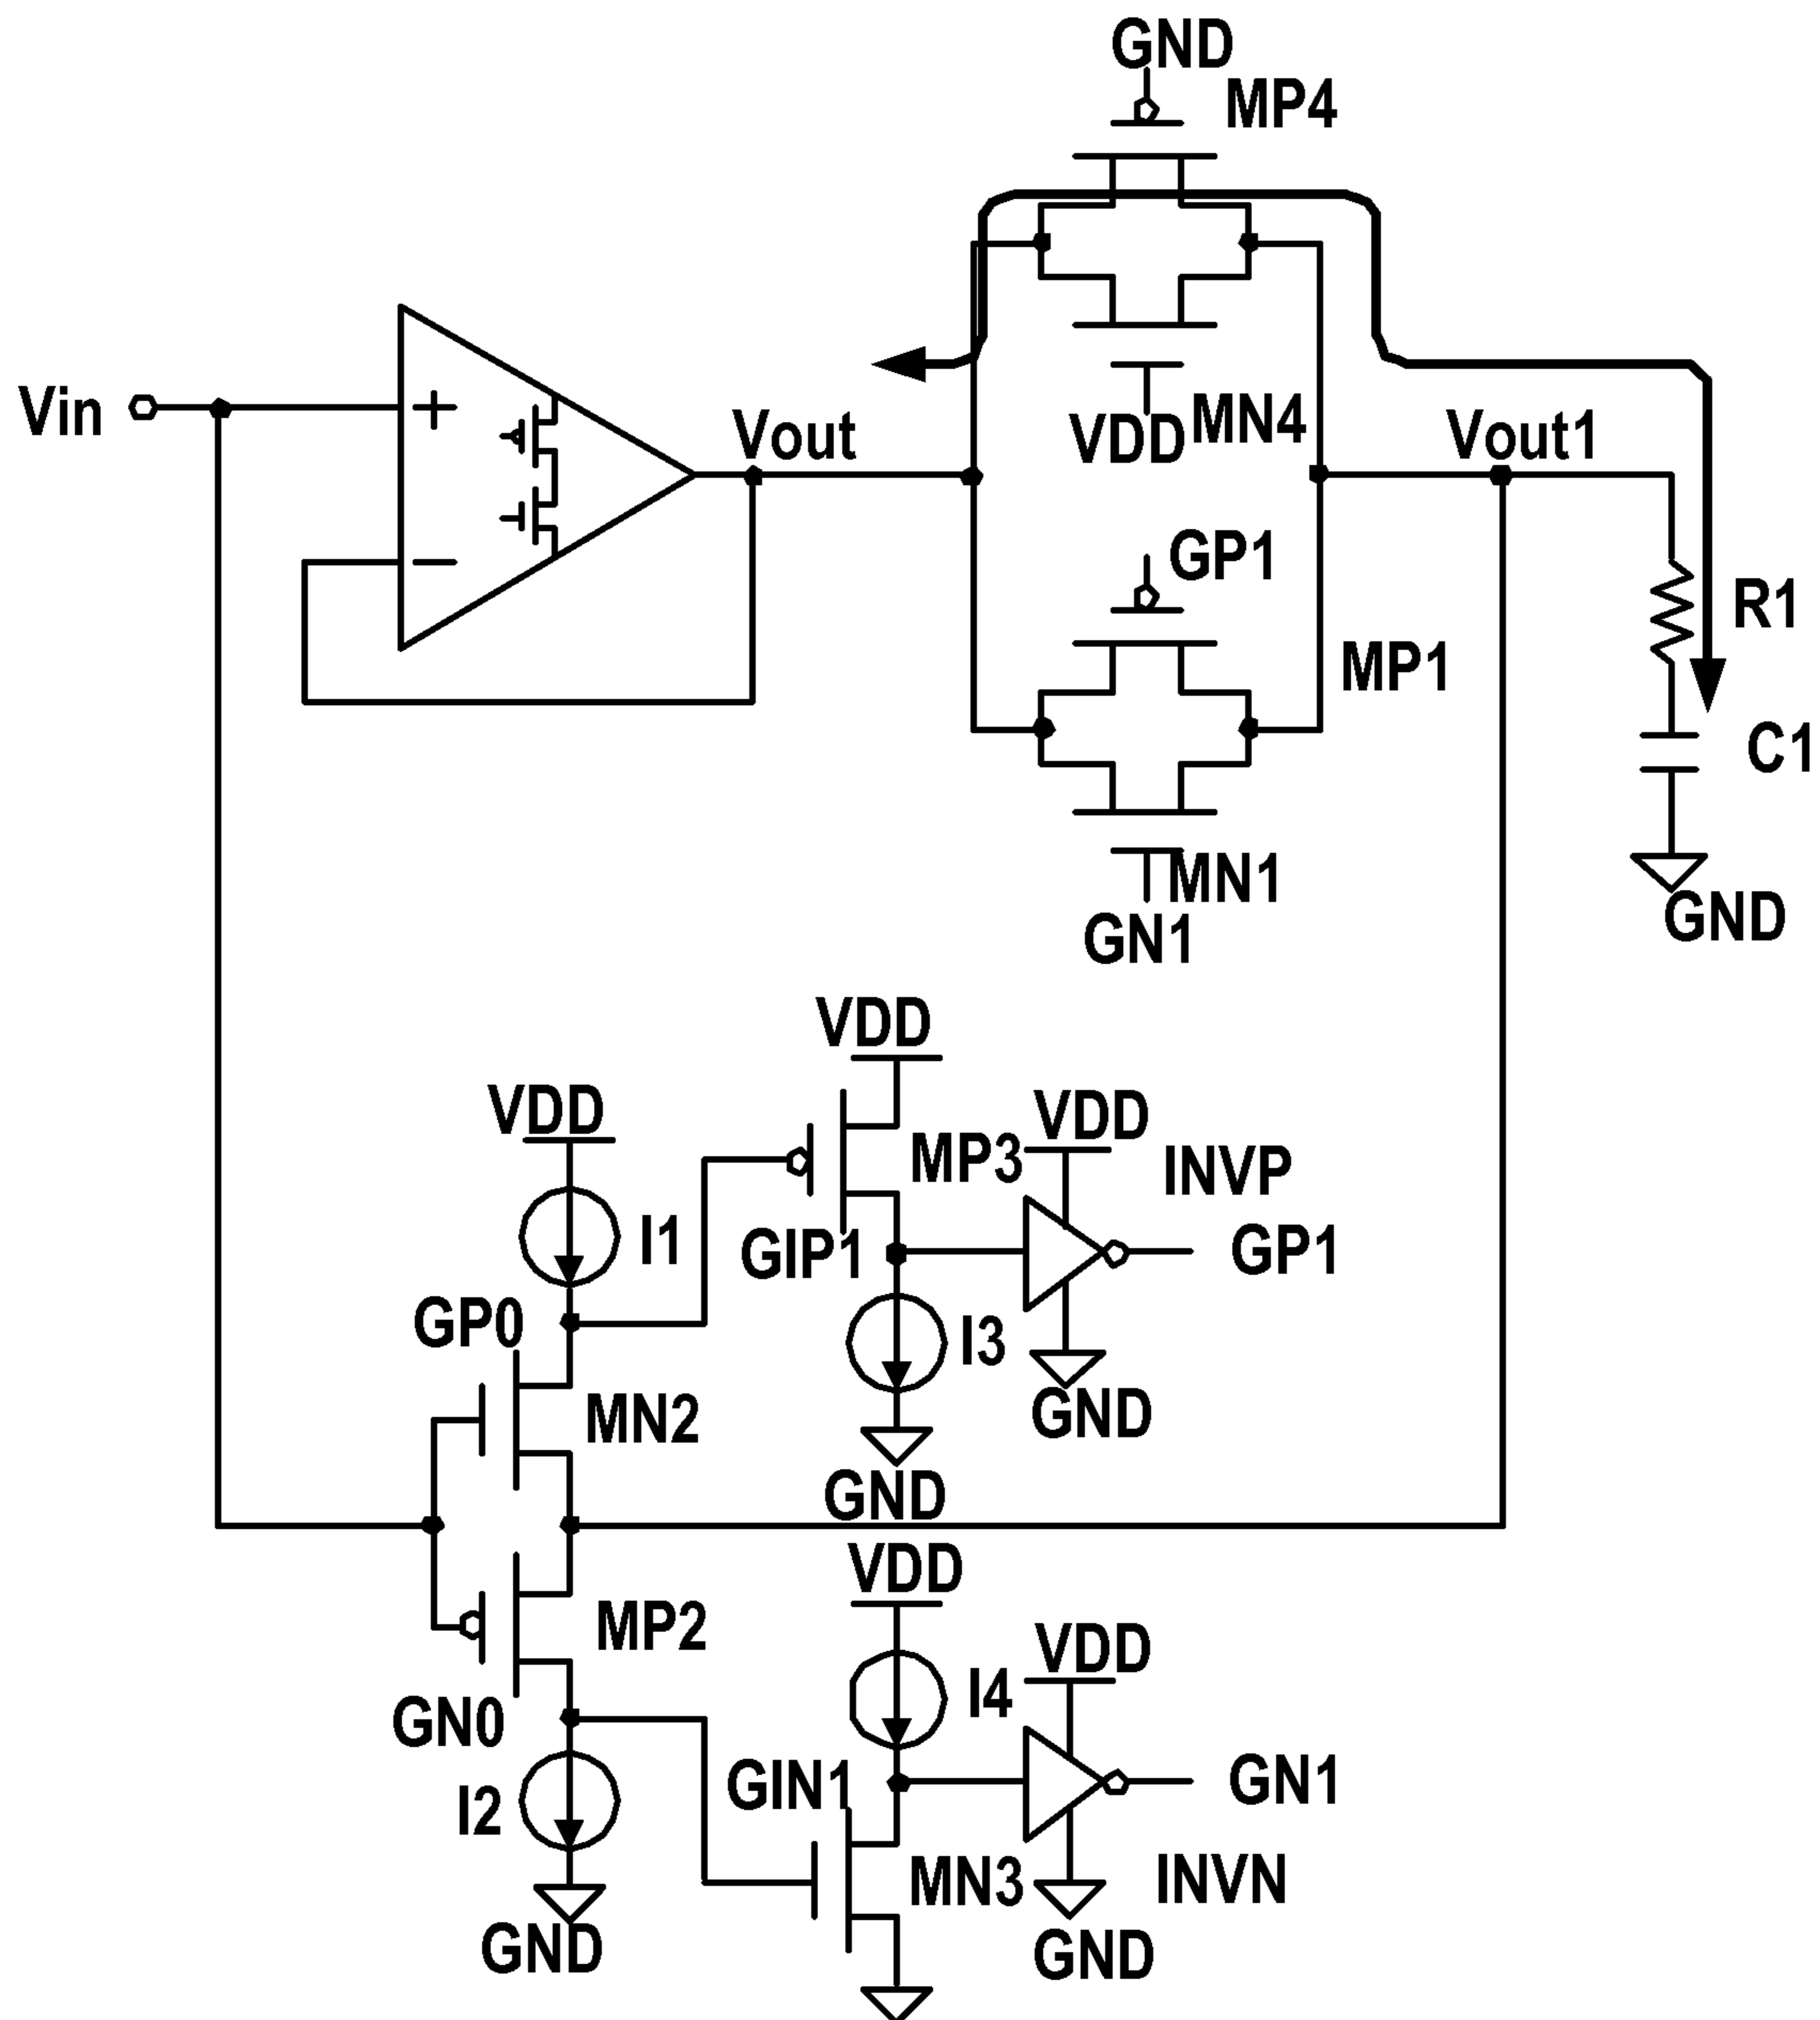 GND
MP4
Vin
Vout
VDD
MN4
Vout1
GP1
R1
MP1
C1
MN1
GN1
GND
VDD
VDD
MP3
VDD
INVP
I1
GIP1
GP1
GP0
I3
GND
MN2
GND
VDD
MP2
VDD
GN0
I4
GIN1
GN1
I2
MN3
INVN
GND
GND